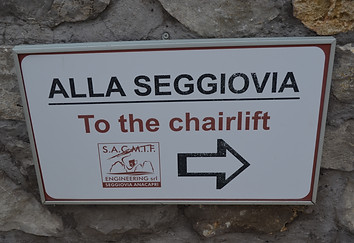 ALLA SEGGIOVIA
To the chairlift
S.A.G.M.I.F.
ENGINEERING srl
SEGGIOVIA ANACAPRI